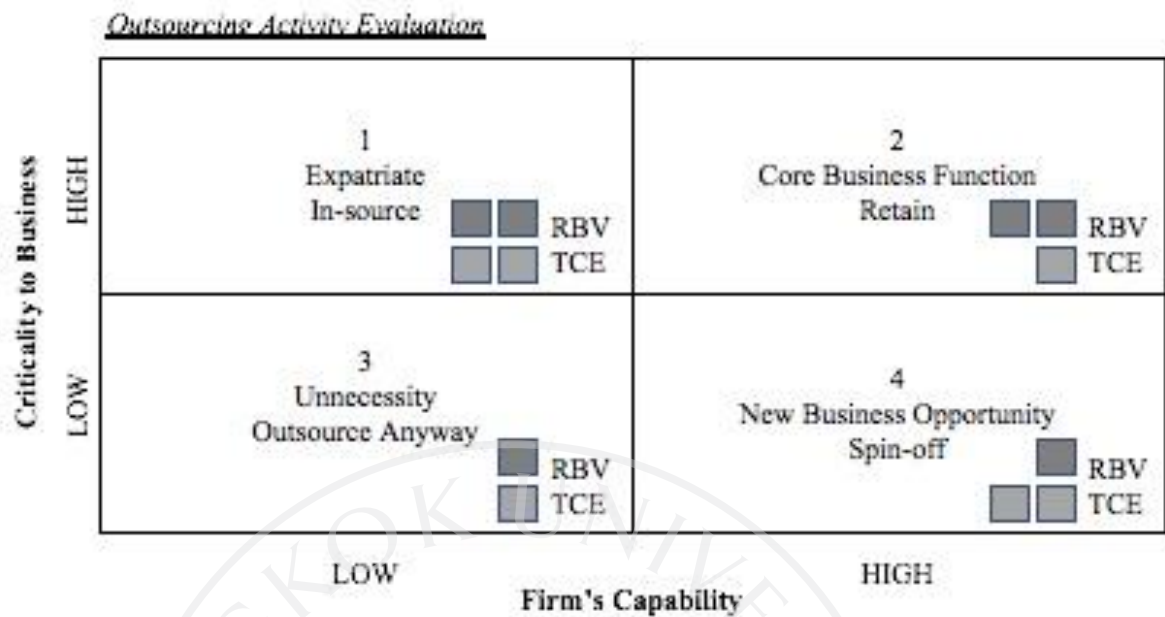 Outsourcing Activity Evaluation
Criticality to Business
HIGH
LOW
1
Expatriate
In-source
RBV
TCE
2
Core Business Function
Retain
RBV
TCE
3
Unnecessity
Outsource Anyway
RBV
TCE
4
New Business Opportunity
Spin-off
RBV
TCE
LOW
HIGH
Firm's Capability
KOK UNIVE